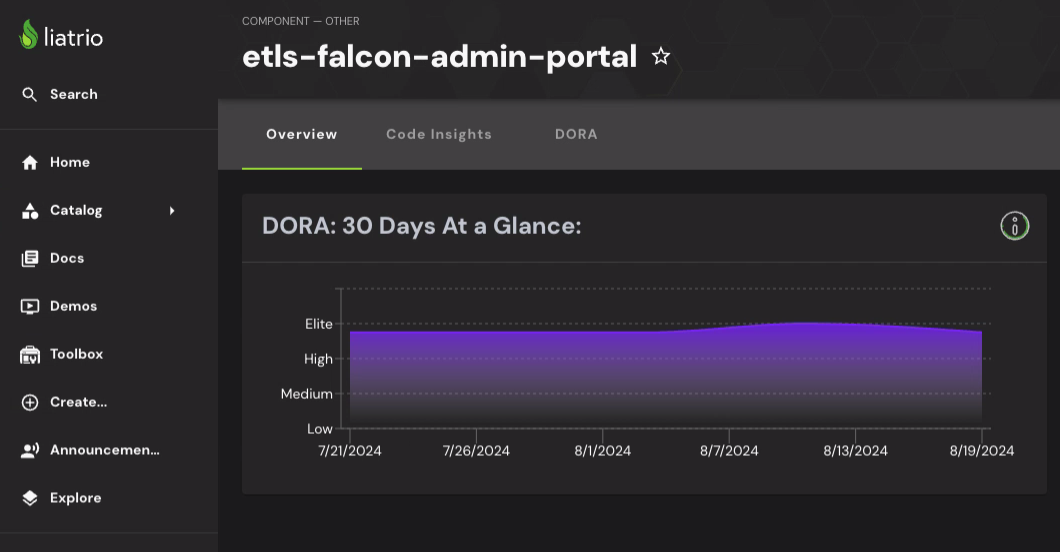 liatrio
Search
Home
Catalog
Docs
Demos
Toolbox
Create...
Announcemen...
Explore
COMPONENT — OTHER
etls-falcon-admin-portal
Overview Code Insights DORA
DORA: 30 Days At a Glance:
Elite
High
Medium
Low
7/21/2024 7/26/2024 8/1/2024 8/7/2024 8/13/2024 8/19/2024